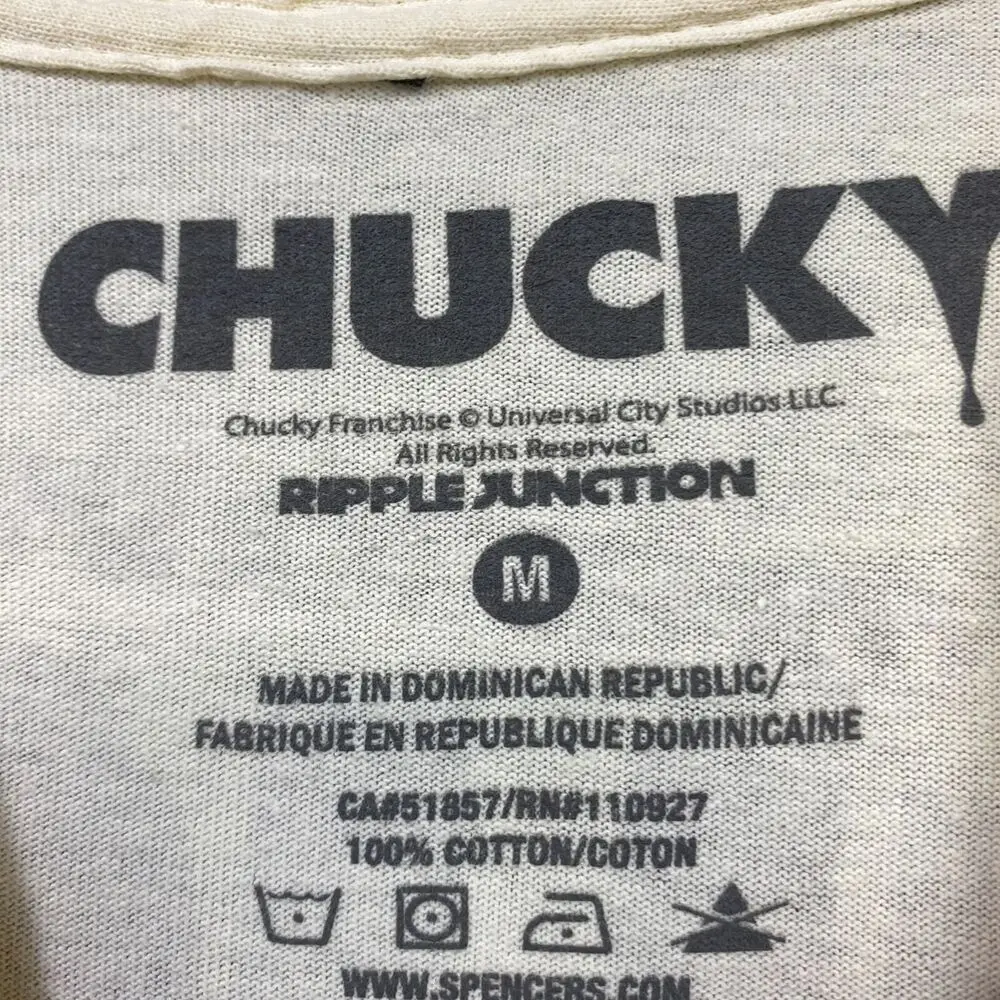 CHUCKY
Chucky Franchise © Universal City Studios LLC.
All Rights Reserved.
RIPPLE JUNCTION
M
MADE IN DOMINICAN REPUBLIC/
FABRIQUE EN REPUBLIQUE DOMINICAINE
CA#51857/RN#110927
100% COTTON/COTON
WWW.SPENCERS.COM